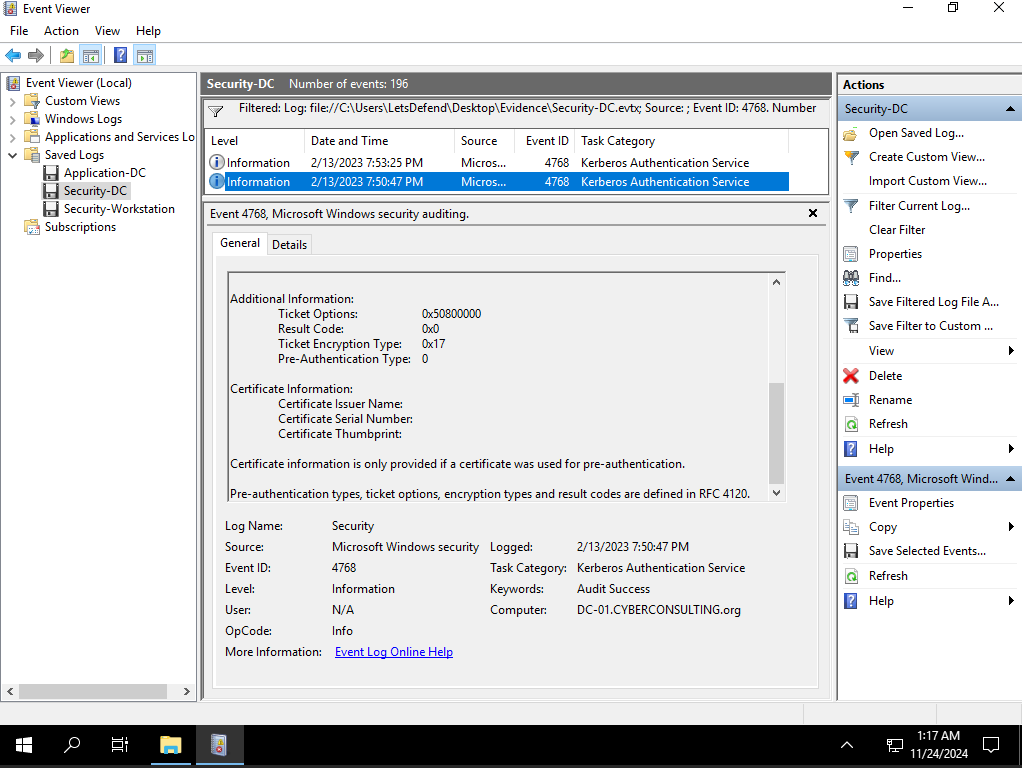 Event Viewer
File Action View Help
Event Viewer (Local)
Custom Views
Windows Logs
Applications and Services Lo
Saved Logs
Application-DC
Security-DC
Security-Workstation
Subscriptions
Security-DC Number of events: 196
Filtered: Log: file://C:\Users\LetsDefend\Desktop\Evidence\Security-DC.evtx; Source: ; Event ID: 4768. Number
Level Date and Time Source Event ID Task Category
Information 2/13/2023 7:53:25 PM Micros... 4768 Kerberos Authentication Service
Information 2/13/2023 7:50:47 PM Micros... 4768 Kerberos Authentication Service
Event 4768, Microsoft Windows security auditing.
General Details
Additional Information:
Ticket Options: 0x50800000
Result Code: 0x0
Ticket Encryption Type: 0x17
Pre-Authentication Type: 0
Certificate Information:
Certificate Issuer Name:
Certificate Serial Number:
Certificate Thumbprint:
Certificate information is only provided if a certificate was used for pre-authentication.
Pre-authentication types, ticket options, encryption types and result codes are defined in RFC 4120.
Log Name: Security
Source: Microsoft Windows security Logged: 2/13/2023 7:50:47 PM
Event ID: 4768 Task Category: Kerberos Authentication Service
Level: Information Keywords: Audit Success
User: N/A Computer: DC-01.CYBERCONSULTING.org
OpCode: Info
More Information: Event Log Online Help
Actions
Security-DC
Open Saved Log...
Create Custom View...
Import Custom View...
Filter Current Log...
Clear Filter
Properties
Find...
Save Filtered Log File A...
Save Filter to Custom ...
View
Delete
Rename
Refresh
Help
Event 4768, Microsoft Wind...
Event Properties
Copy
Save Selected Events...
Refresh
Help
1:17 AM
11/24/2024